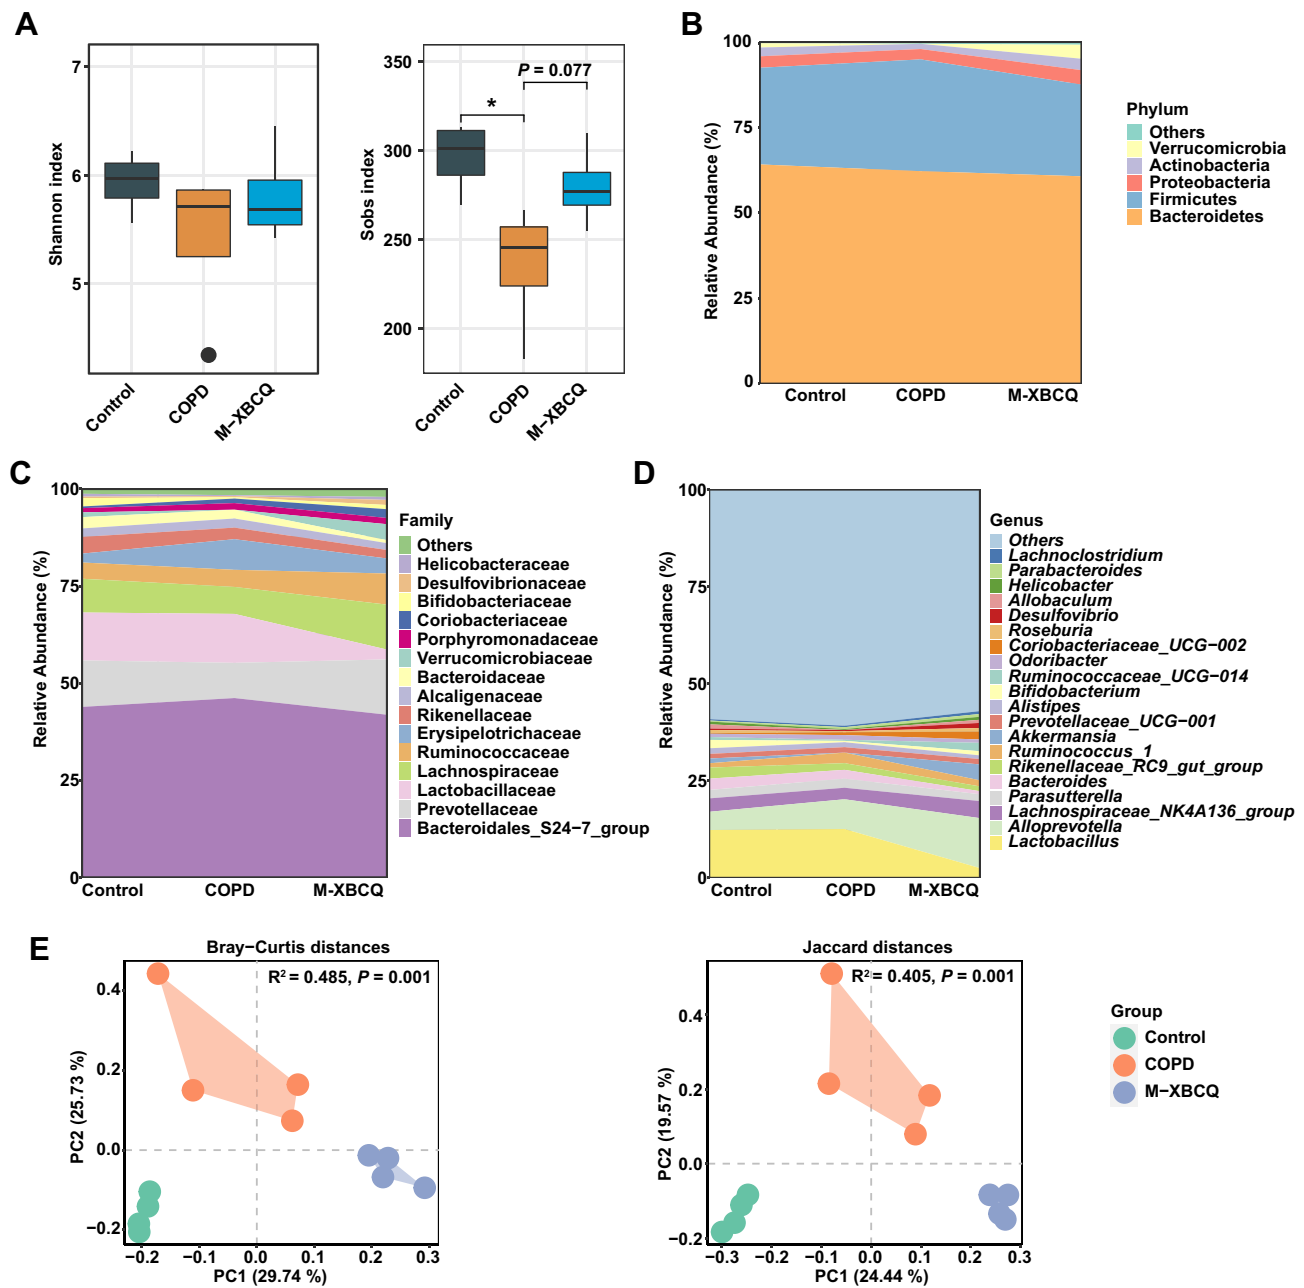 A
Shannon index
7
6
5
Control
COPD
M−XBCQ
Sobs index
350
300
250
200
P = 0.077
*
Control
COPD
M−XBCQ
B
Relative Abundance (%)
100
75
50
25
0
Control
COPD
M-XBCQ
Phylum
Others
Verrucomicrobia
Actinobacteria
Proteobacteria
Firmicutes
Bacteroidetes
C
Relative Abundance (%)
100
75
50
25
0
Control
COPD
M-XBCQ
Family
Others
Helicobacteraceae
Desulfovibrionaceae
Bifidobacteriaceae
Coriobacteriaceae
Porphyromonadaceae
Verrucomicrobiaceae
Bacteroidaceae
Alcaligenaceae
Rikenellaceae
Erysipelotrichaceae
Ruminococcaceae
Lachnospiraceae
Lactobacillaceae
Prevotellaceae
Bacteroidales_S24−7_group
D
Relative Abundance (%)
100
75
50
25
0
Control
COPD
M-XBCQ
Genus
Others
Lachnoclostridium
Parabacteroides
Helicobacter
Allobaculum
Desulfovibrio
Roseburia
Coriobacteriaceae_UCG−002
Odoribacter
Ruminococcaceae_UCG−014
Bifidobacterium
Alistipes
Prevotellaceae_UCG−001
Akkermansia
Ruminococcus_1
Rikenellaceae_RC9_gut_group
Bacteroides
Parasutterella
Lachnospiraceae_NK4A136_group
Alloprevotella
Lactobacillus
E
Bray−Curtis distances
R² = 0.485, P = 0.001
PC2 (25.73 %)
0.4
0.2
0.0
−0.2
−0.2
−0.1
0.0
0.1
0.2
0.3
PC1 (29.74 %)
Jaccard distances
R² = 0.405, P = 0.001
PC2 (19.57 %)
0.4
0.2
0.0
−0.2
−0.3
−0.2
−0.1
0.0
0.1
0.2
0.3
PC1 (24.44 %)
Group
Control
COPD
M−XBCQ